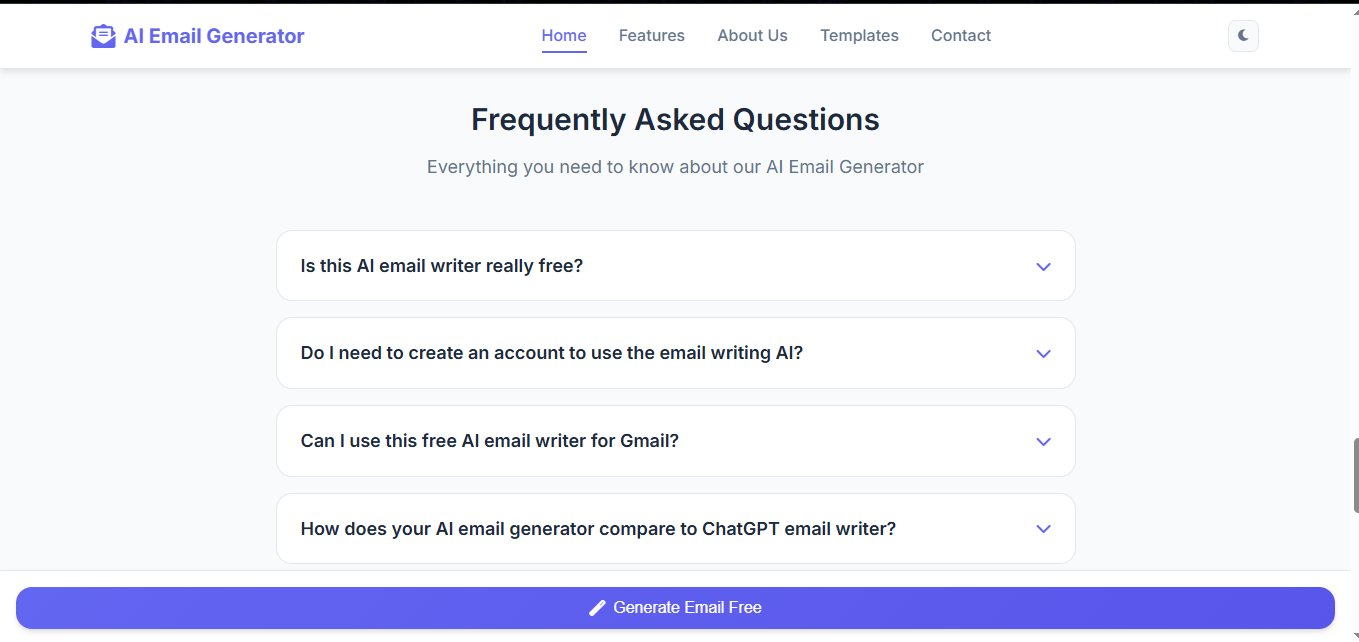 AI Email Generator
Home Features About Us Templates Contact
Frequently Asked Questions
Everything you need to know about our AI Email Generator
Is this AI email writer really free?
Do I need to create an account to use the email writing AI?
Can I use this free AI email writer for Gmail?
How does your AI email generator compare to ChatGPT email writer?
Generate Email Free